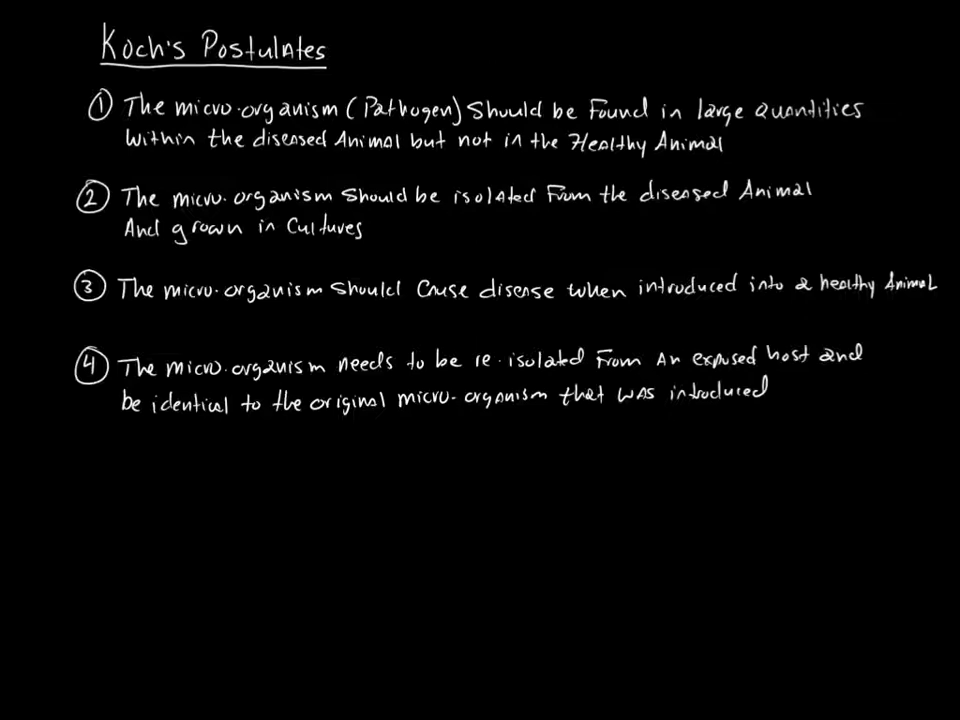 Koch's Postulates
① The micro-organism (Pathogen) Should be Found in large quantities
Within the diseased Animal but not in the Healthy Animal
② The micro-organism Should be isolated From the diseased Animal
And grown in Cultures
③ The micro-organism Should Cause disease when introduced into a healthy Animal
④ The micro-organism needs to be re-isolated From An exposed host and
be identical to the original micro-organism that was introduced